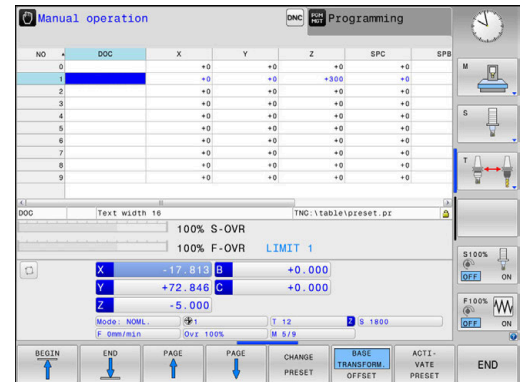 Manual operation DNC PGM MGT Programming
NO DOC X Y Z SPC SPB
0 +0 +0 +0 +0
1 +0 +0 +300 +0
2 +0 +0 +0 +0
3 +0 +0 +0 +0
4 +0 +0 +0 +0
5 +0 +0 +0 +0
6 +0 +0 +0 +0
7 +0 +0 +0 +0
8 +0 +0 +0 +0
9 +0 +0 +0 +0
DOC Text width 16 TNC:\table\preset.pr
100% S-OVR
100% F-OVR LIMIT 1
X -17.813 B +0.000
Y +72.846 C +0.000
Z -5.000
Mode: NOML. 1 T 12 Z S 1800
F 0mm/min Ovr 100% M 5/9
M
S
T
S100%
OFF ON
F100%
OFF ON
BEGIN END PAGE PAGE CHANGE PRESET BASE TRANSFORM. OFFSET ACTI- VATE PRESET END